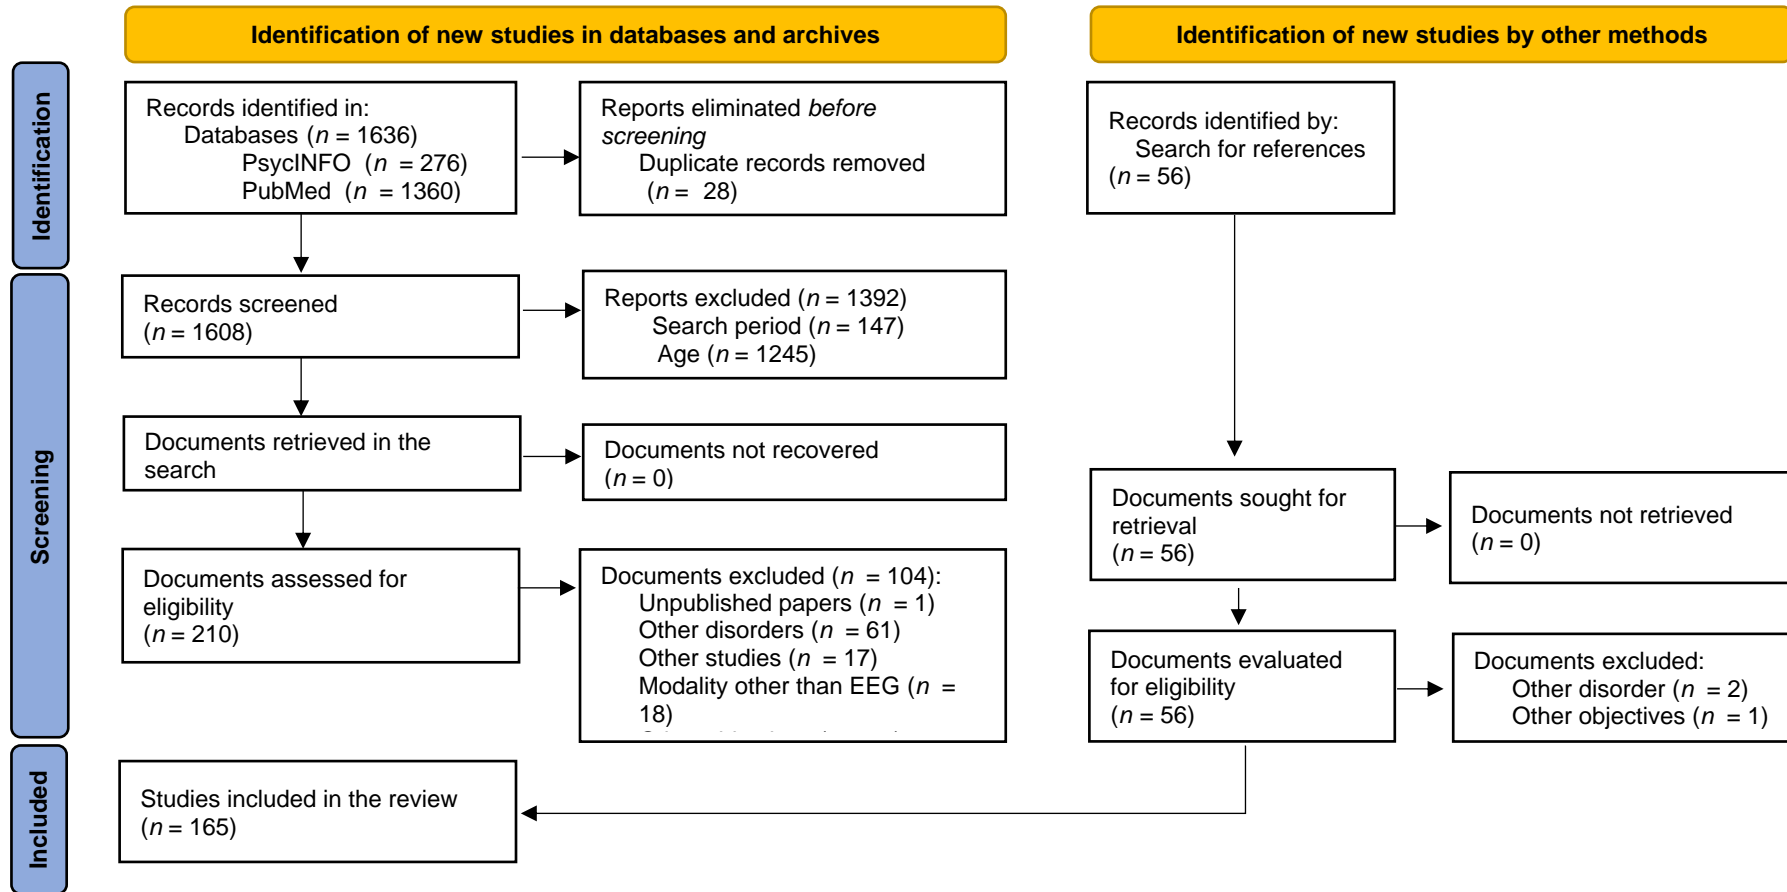 Identification of new studies in databases and archives
Identification of new studies by other methods
Identification
Records identified in:
Databases (n = 1636)
PsycINFO (n = 276)
PubMed (n = 1360)
Reports eliminated before
screening
Duplicate records removed
(n = 28)
Records identified by:
Search for references
(n = 56)
Screening
Records screened
(n = 1608)
Reports excluded (n = 1392)
Search period (n = 147)
Age (n = 1245)
Documents retrieved in the
search
Documents not recovered
(n = 0)
Documents sought for
retrieval
(n = 56)
Documents not retrieved
(n = 0)
Documents assessed for
eligibility
(n = 210)
Documents excluded (n = 104):
Unpublished papers (n = 1)
Other disorders (n = 61)
Other studies (n = 17)
Modality other than EEG (n =
18)
Documents evaluated
for eligibility
(n = 56)
Documents excluded:
Other disorder (n = 2)
Other objectives (n = 1)
Included
Studies included in the review
(n = 165)